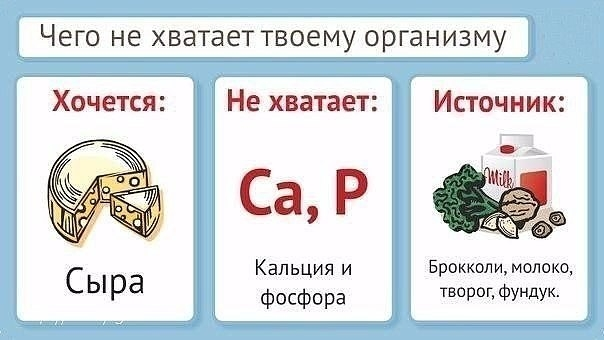 Чего не хватает твоему организму
Хочется:
Сыра
Не хватает:
Ca, P
Кальция и
фосфора
Источник:
Milk
Брокколи, молоко,
творог, фундук.